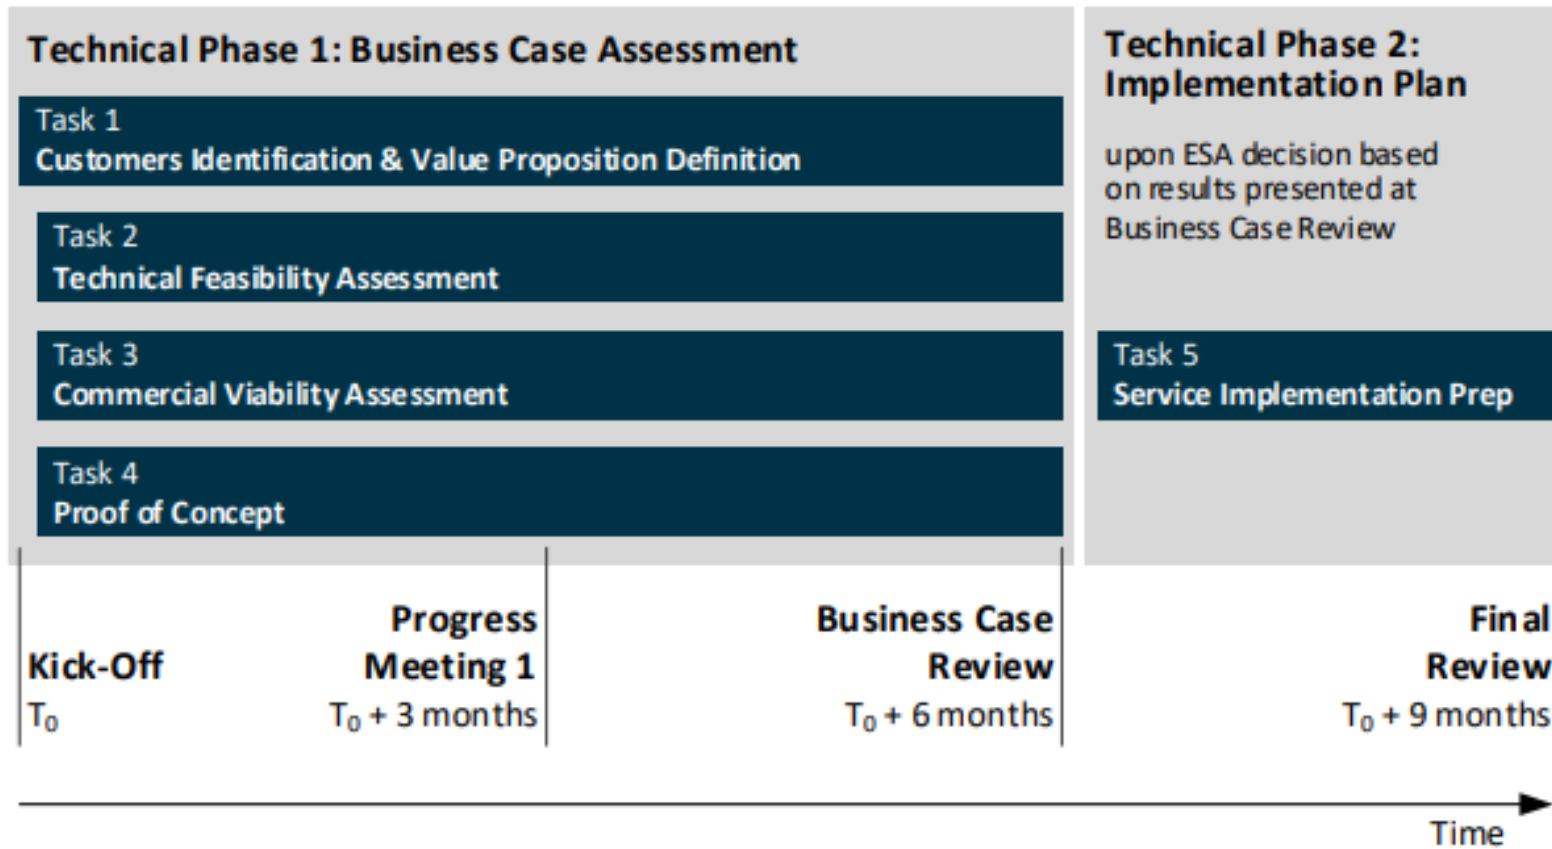 Technical Phase 1: Business Case Assessment
Task 1
Customers Identification & Value Proposition Definition
Task 2
Technical Feasibility Assessment
Task 3
Commercial Viability Assessment
Task 4
Proof of Concept
Technical Phase 2:
Implementation Plan
upon ESA decision based
on results presented at
Business Case Review
Task 5
Service Implementation Prep
Kick-Off
T₀
Progress
Meeting 1
T₀ + 3 months
Business Case
Review
T₀ + 6 months
Final
Review
T₀ + 9 months
Time